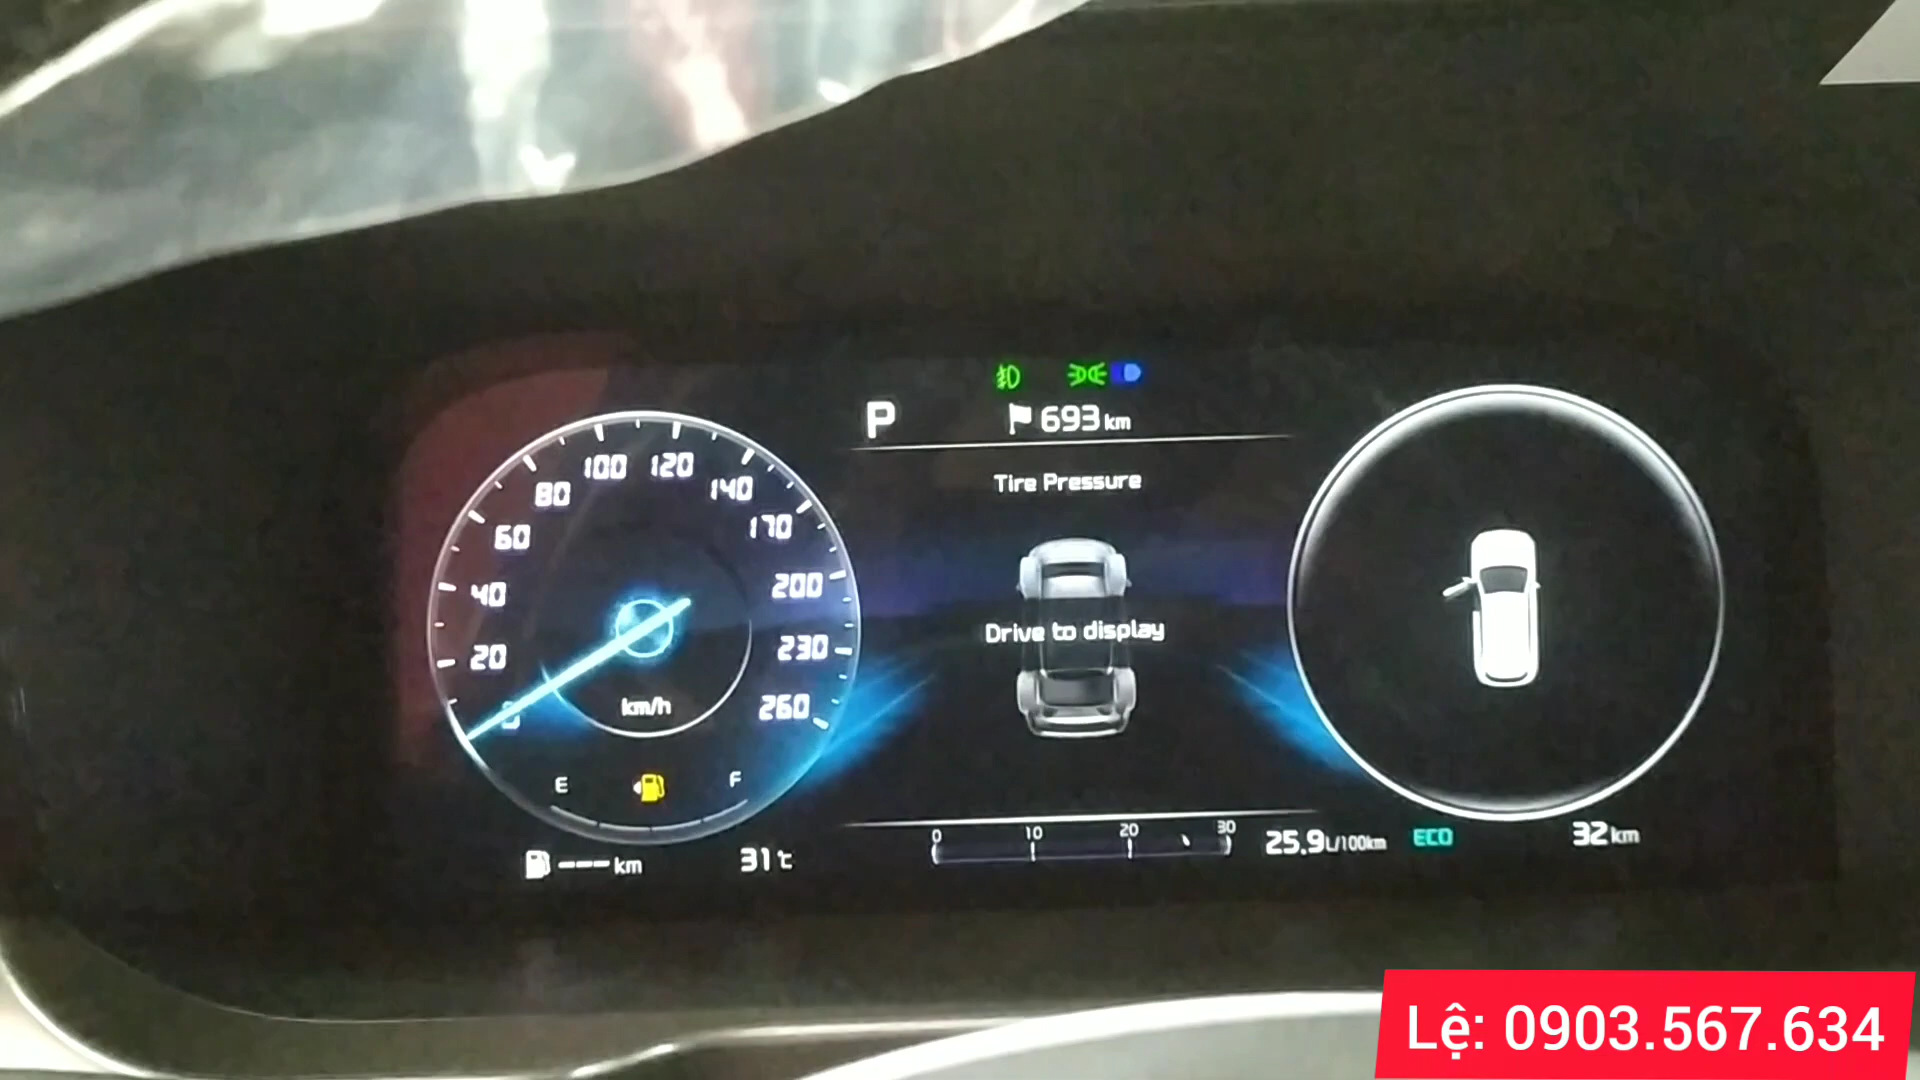 P
693 km
Tire Pressure
100 120
80 140
60 170
40 200
20 230
0 260
km/h
Drive to display
E F
0 10 20 30
--- km
31℃
25.9 L/100km
ECO
32 km
Lệ: 0903.567.634